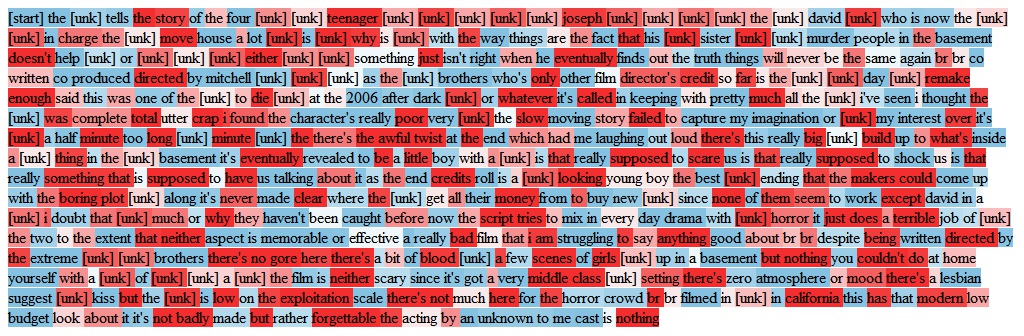 [start] the [unk] tells the story of the four [unk] [unk] teenager [unk] [unk] [unk] [unk] [unk] joseph [unk] [unk] [unk] [unk] the [unk] david [unk] who is now the [unk]
[unk] in charge the [unk] move house a lot [unk] is [unk] why is [unk] with the way things are the fact that his [unk] sister [unk] [unk] murder people in the basement
doesn't help [unk] or [unk] [unk] [unk] either [unk] [unk] something just isn't right when he eventually finds out the truth things will never be the same again br br co
written co produced directed by mitchell [unk] [unk] [unk] as the [unk] brothers who's only other film director's credit so far is the [unk] [unk] day [unk] remake
enough said this was one of the [unk] to die [unk] at the 2006 after dark [unk] or whatever it's called in keeping with pretty much all the [unk] i've seen i thought the
[unk] was complete total utter crap i found the character's really poor very [unk] the slow moving story failed to capture my imagination or [unk] my interest over it's
[unk] a half minute too long [unk] minute [unk] the there's the awful twist at the end which had me laughing out loud there's this really big [unk] build up to what's inside
a [unk] thing in the [unk] basement it's eventually revealed to be a little boy with a [unk] is that really supposed to scare us is that really supposed to shock us is that
really something that is supposed to have us talking about it as the end credits roll is a [unk] looking young boy the best [unk] ending that the makers could come up
with the boring plot [unk] along it's never made clear where the [unk] get all their money from to buy new [unk] since none of them seem to work except david in a
[unk] i doubt that [unk] much or why they haven't been caught before now the script tries to mix in every day drama with [unk] horror it just does a terrible job of [unk]
the two to the extent that neither aspect is memorable or effective a really bad film that i am struggling to say anything good about br br despite being written directed by
the extreme [unk] [unk] brothers there's no gore here there's a bit of blood [unk] a few scenes of girls [unk] up in a basement but nothing you couldn't do at home
yourself with a [unk] of [unk] [unk] a [unk] the film is neither scary since it's got a very middle class [unk] setting there's zero atmosphere or mood there's a lesbian
suggest [unk] kiss but the [unk] is low on the exploitation scale there's not much here for the horror crowd br br filmed in [unk] in california this has that modern low
budget look about it it's not badly made but rather forgettable the acting by an unknown to me cast is nothing